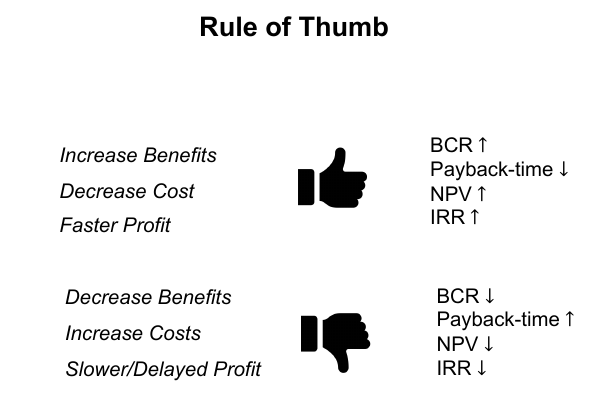 Rule of Thumb
Increase Benefits
Decrease Cost
Faster Profit
BCR ↑
Payback-time ↓
NPV ↑
IRR ↑
Decrease Benefits
Increase Costs
Slower/Delayed Profit
BCR ↓
Payback-time ↑
NPV ↓
IRR ↓